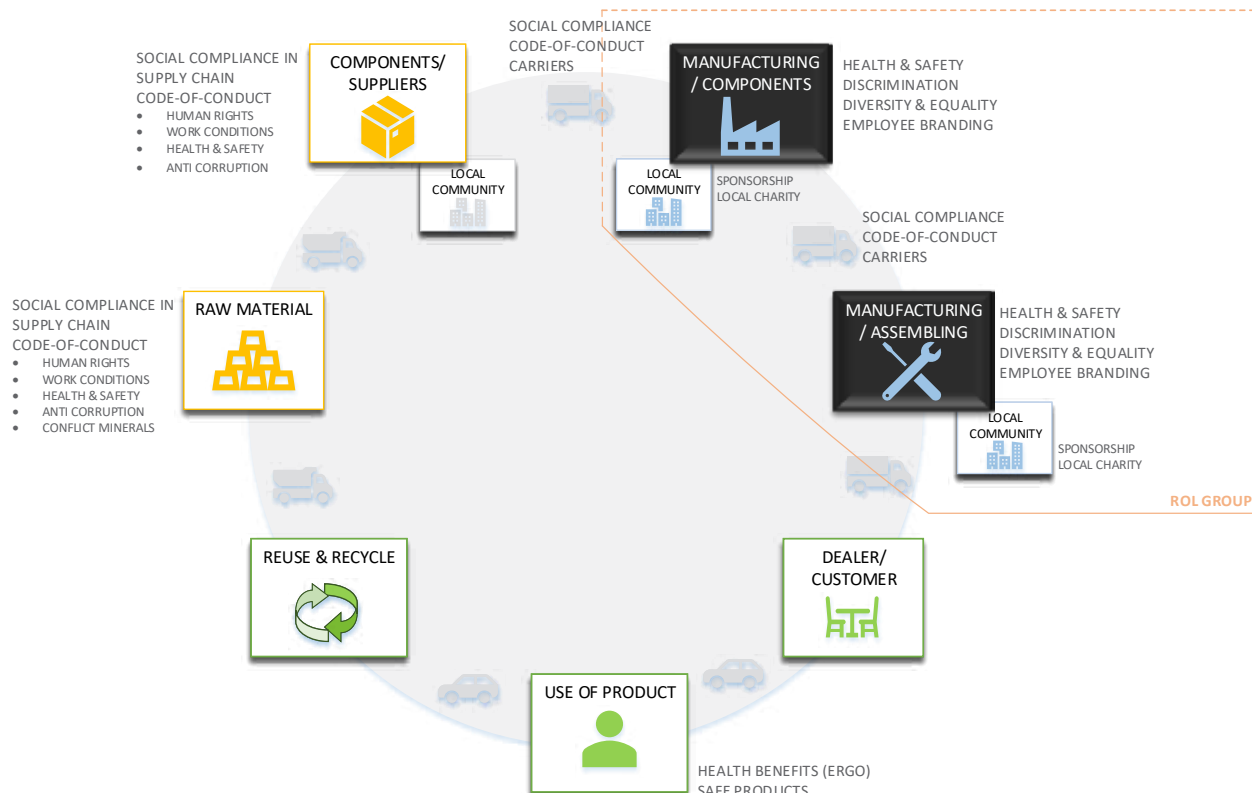 SOCIAL COMPLIANCE
CODE-OF-CONDUCT
CARRIERS
SOCIAL COMPLIANCE IN
SUPPLY CHAIN
CODE-OF-CONDUCT
• HUMAN RIGHTS
• WORK CONDITIONS
• HEALTH & SAFETY
• ANTI CORRUPTION
COMPONENTS/
SUPPLIERS
LOCAL
COMMUNITY
MANUFACTURING
/ COMPONENTS
HEALTH & SAFETY
DISCRIMINATION
DIVERSITY & EQUALITY
EMPLOYEE BRANDING
LOCAL
COMMUNITY
SPONSORSHIP
LOCAL CHARITY
SOCIAL COMPLIANCE
CODE-OF-CONDUCT
CARRIERS
SOCIAL COMPLIANCE IN
SUPPLY CHAIN
CODE-OF-CONDUCT
• HUMAN RIGHTS
• WORK CONDITIONS
• HEALTH & SAFETY
• ANTI CORRUPTION
• CONFLICT MINERALS
RAW MATERIAL
MANUFACTURING
/ ASSEMBLING
HEALTH & SAFETY
DISCRIMINATION
DIVERSITY & EQUALITY
EMPLOYEE BRANDING
LOCAL
COMMUNITY
SPONSORSHIP
LOCAL CHARITY
ROL GROUP
REUSE & RECYCLE
DEALER/
CUSTOMER
USE OF PRODUCT
HEALTH BENEFITS (ERGO)
SAFE PRODUCTS